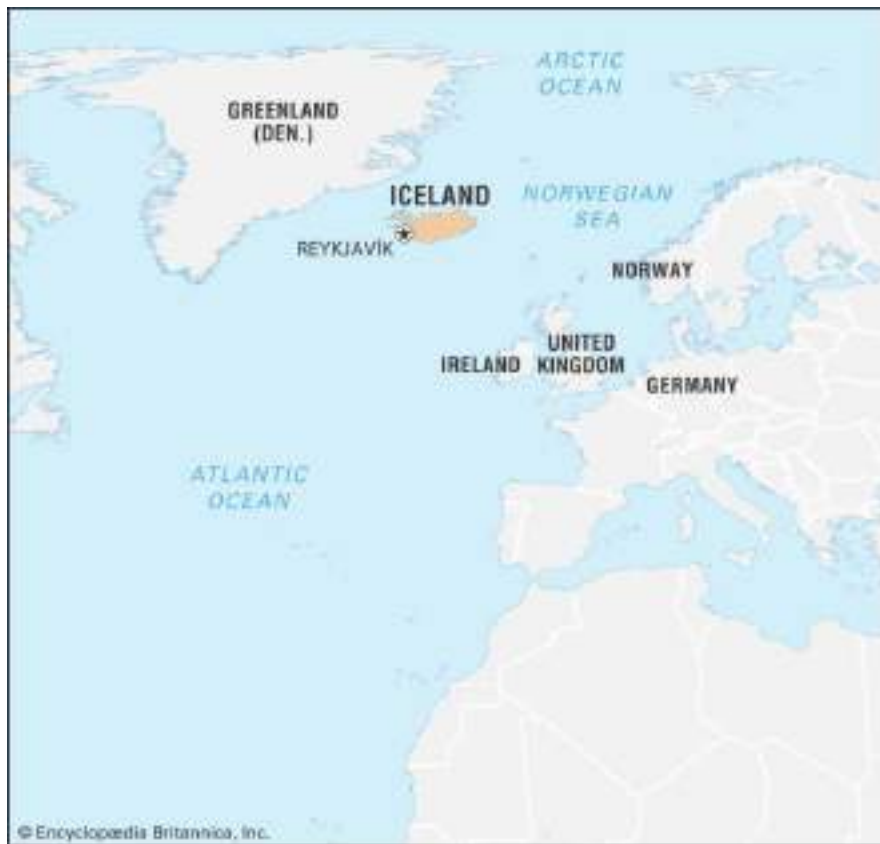 ARCTIC
OCEAN
GREENLAND
(DEN.)
ICELAND
NORWEGIAN
SEA
REYKJAVÍK
NORWAY
UNITED
KINGDOM
IRELAND
GERMANY
ATLANTIC
OCEAN
© Encyclopædia Britannica, Inc.